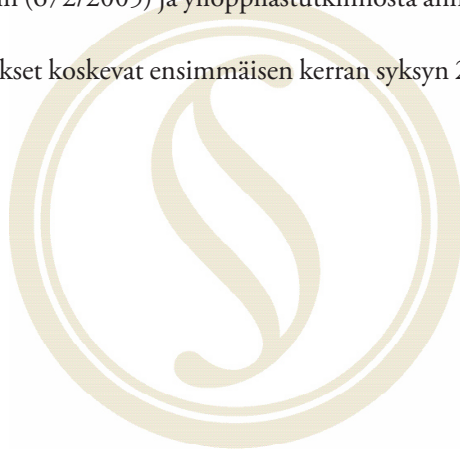 (672/2005) ja ylioppilastutkinnosta
koskevat ensimmäisen kerran syksyn